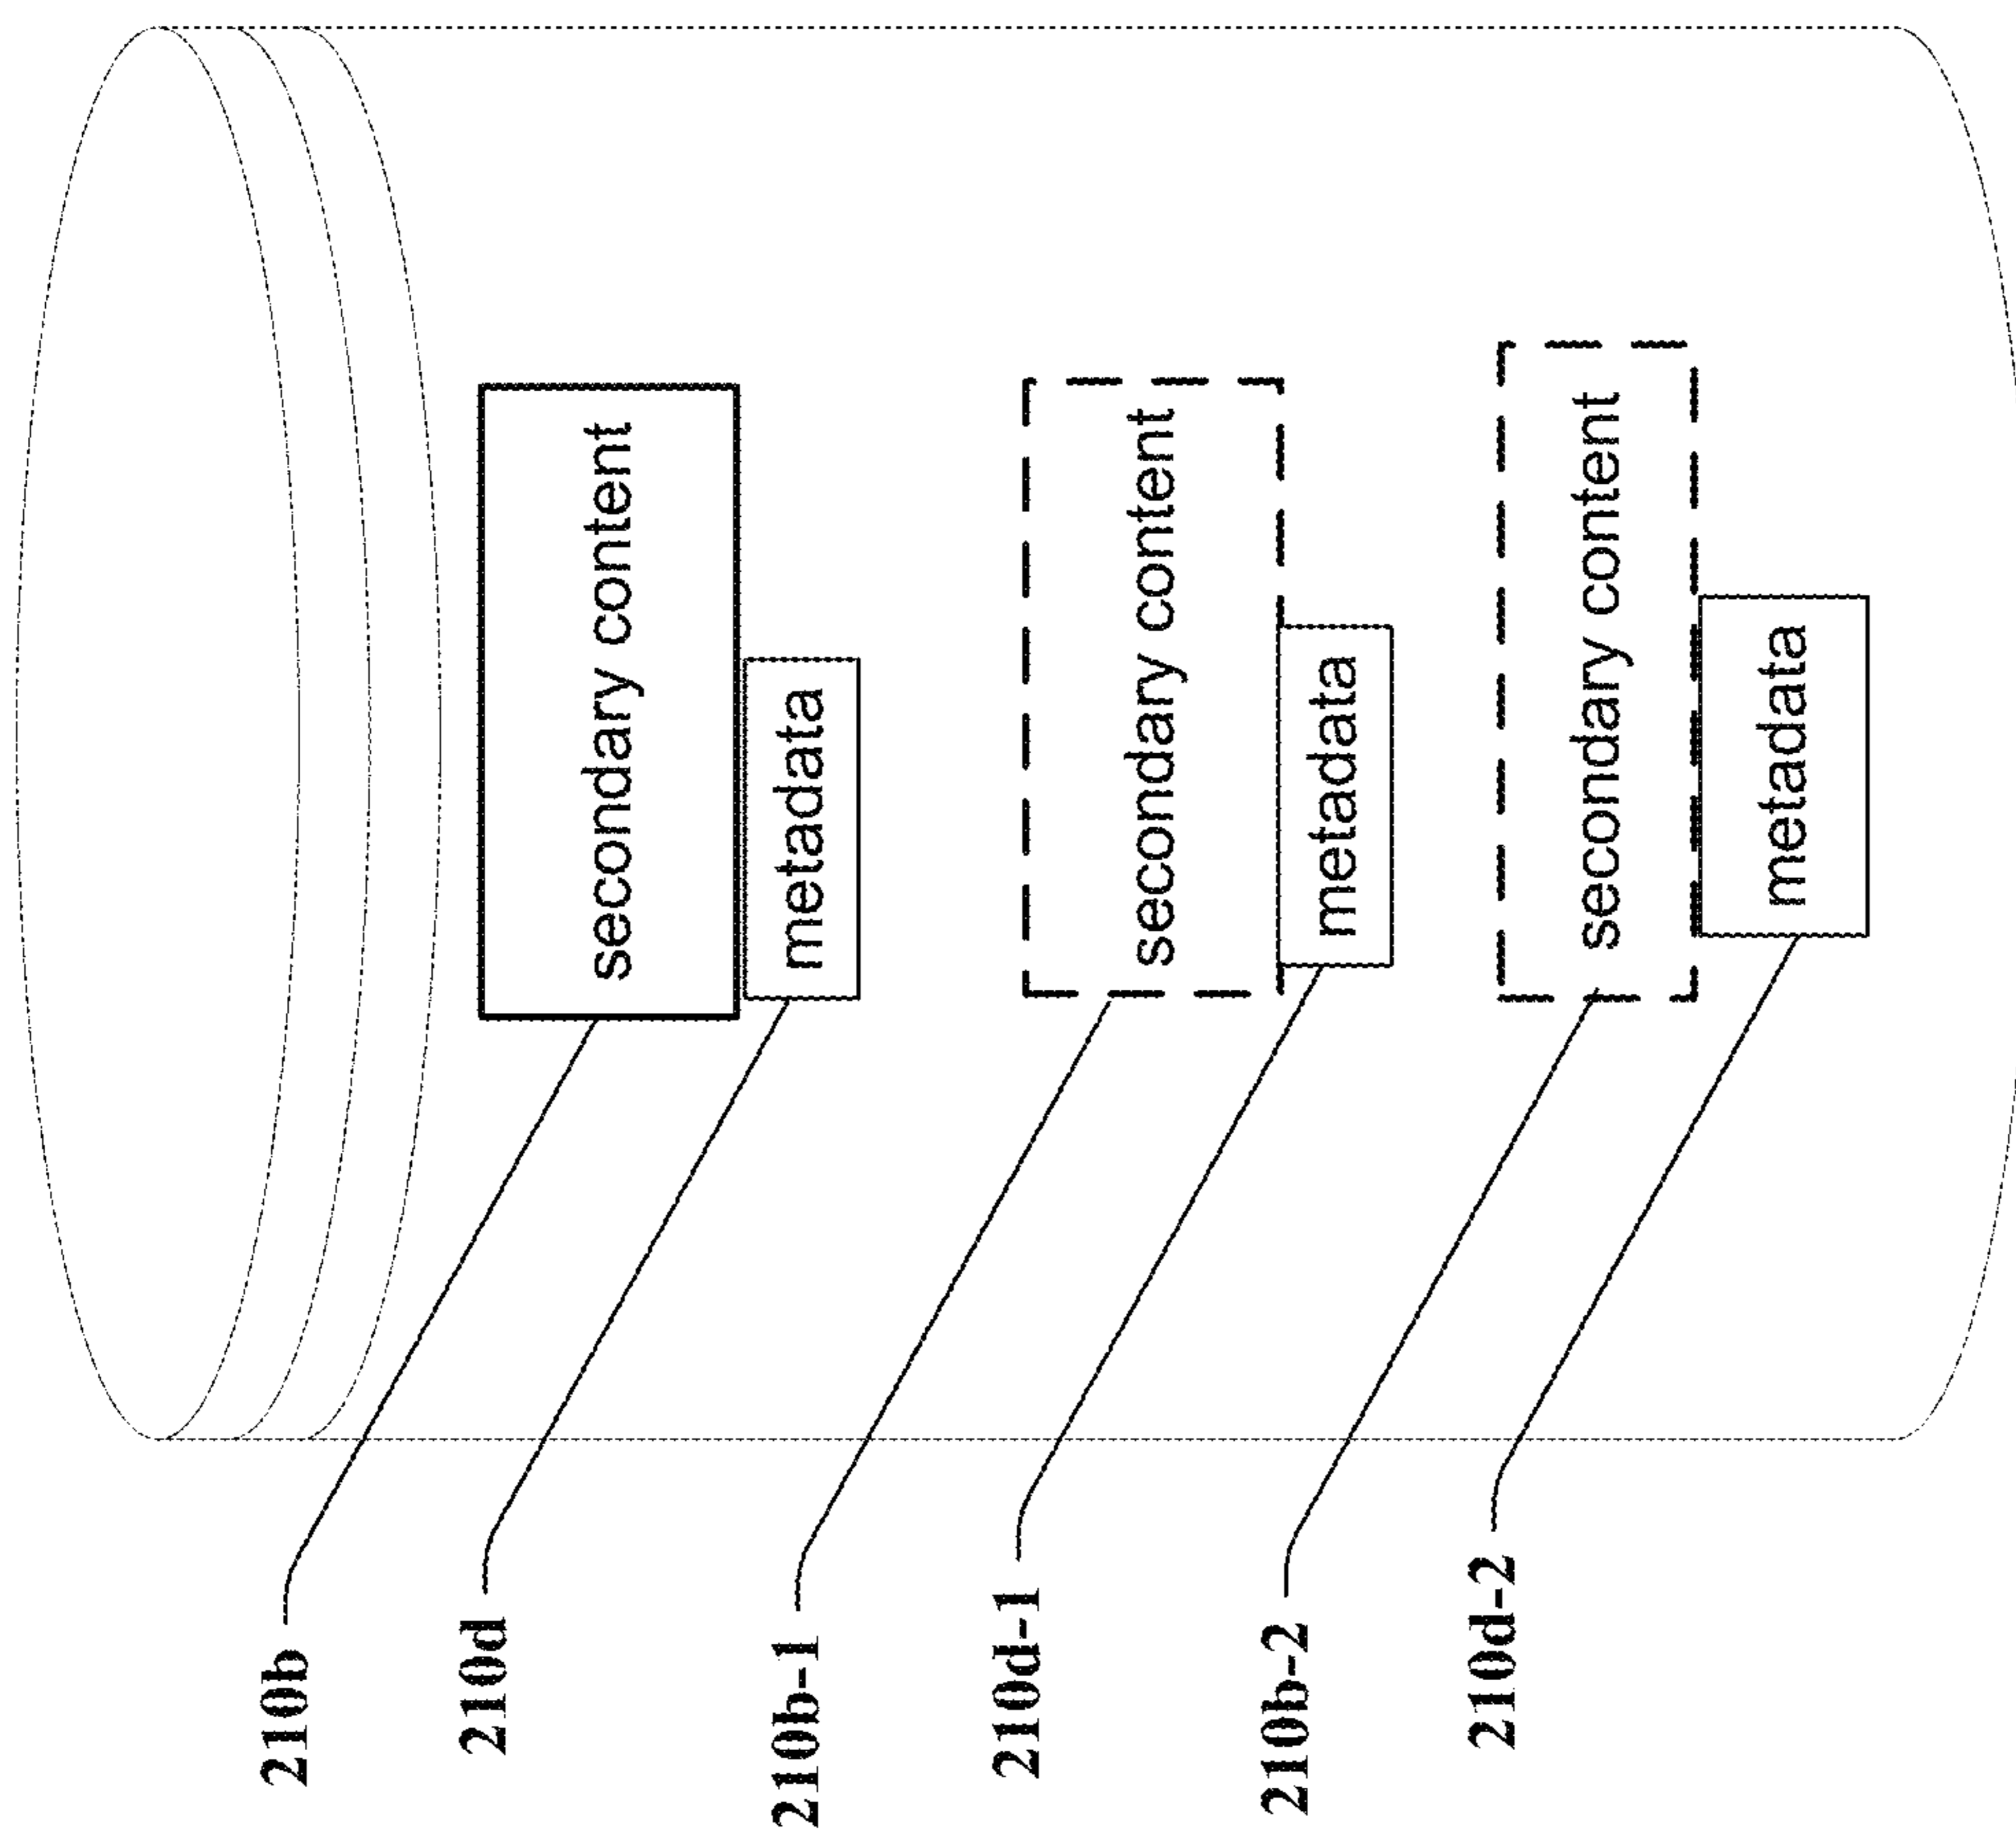 210b
secondary content
210d
metadata
210b-1
secondary content
210d-1
metadata
210b-2
secondary content
210d-2
metadata